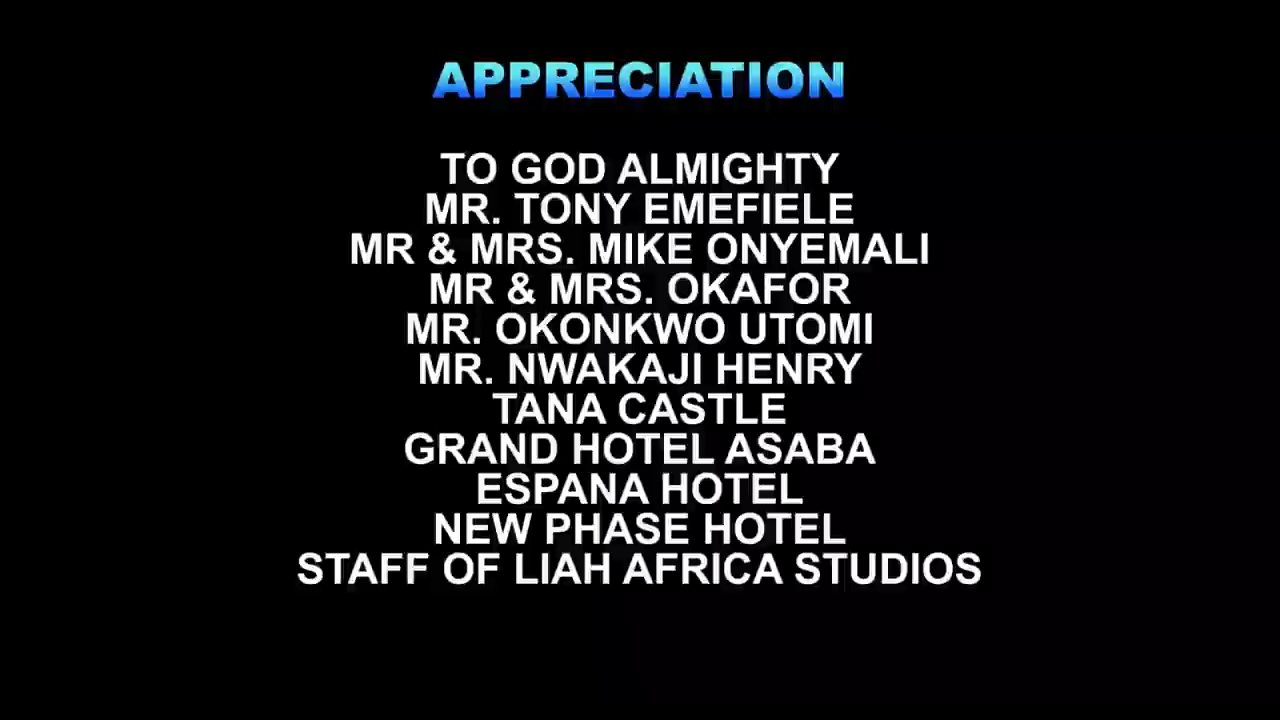 APPRECIATION
TO GOD ALMIGHTY
MR. TONY EMEFIELE
MR & MRS. MIKE ONYEMALI
MR & MRS. OKAFOR
MR. OKONKWO UTOMI
MR. NWAKAJI HENRY
TANA CASTLE
GRAND HOTEL ASABA
ESPANA HOTEL
NEW PHASE HOTEL
STAFF OF LIAH AFRICA STUDIOS